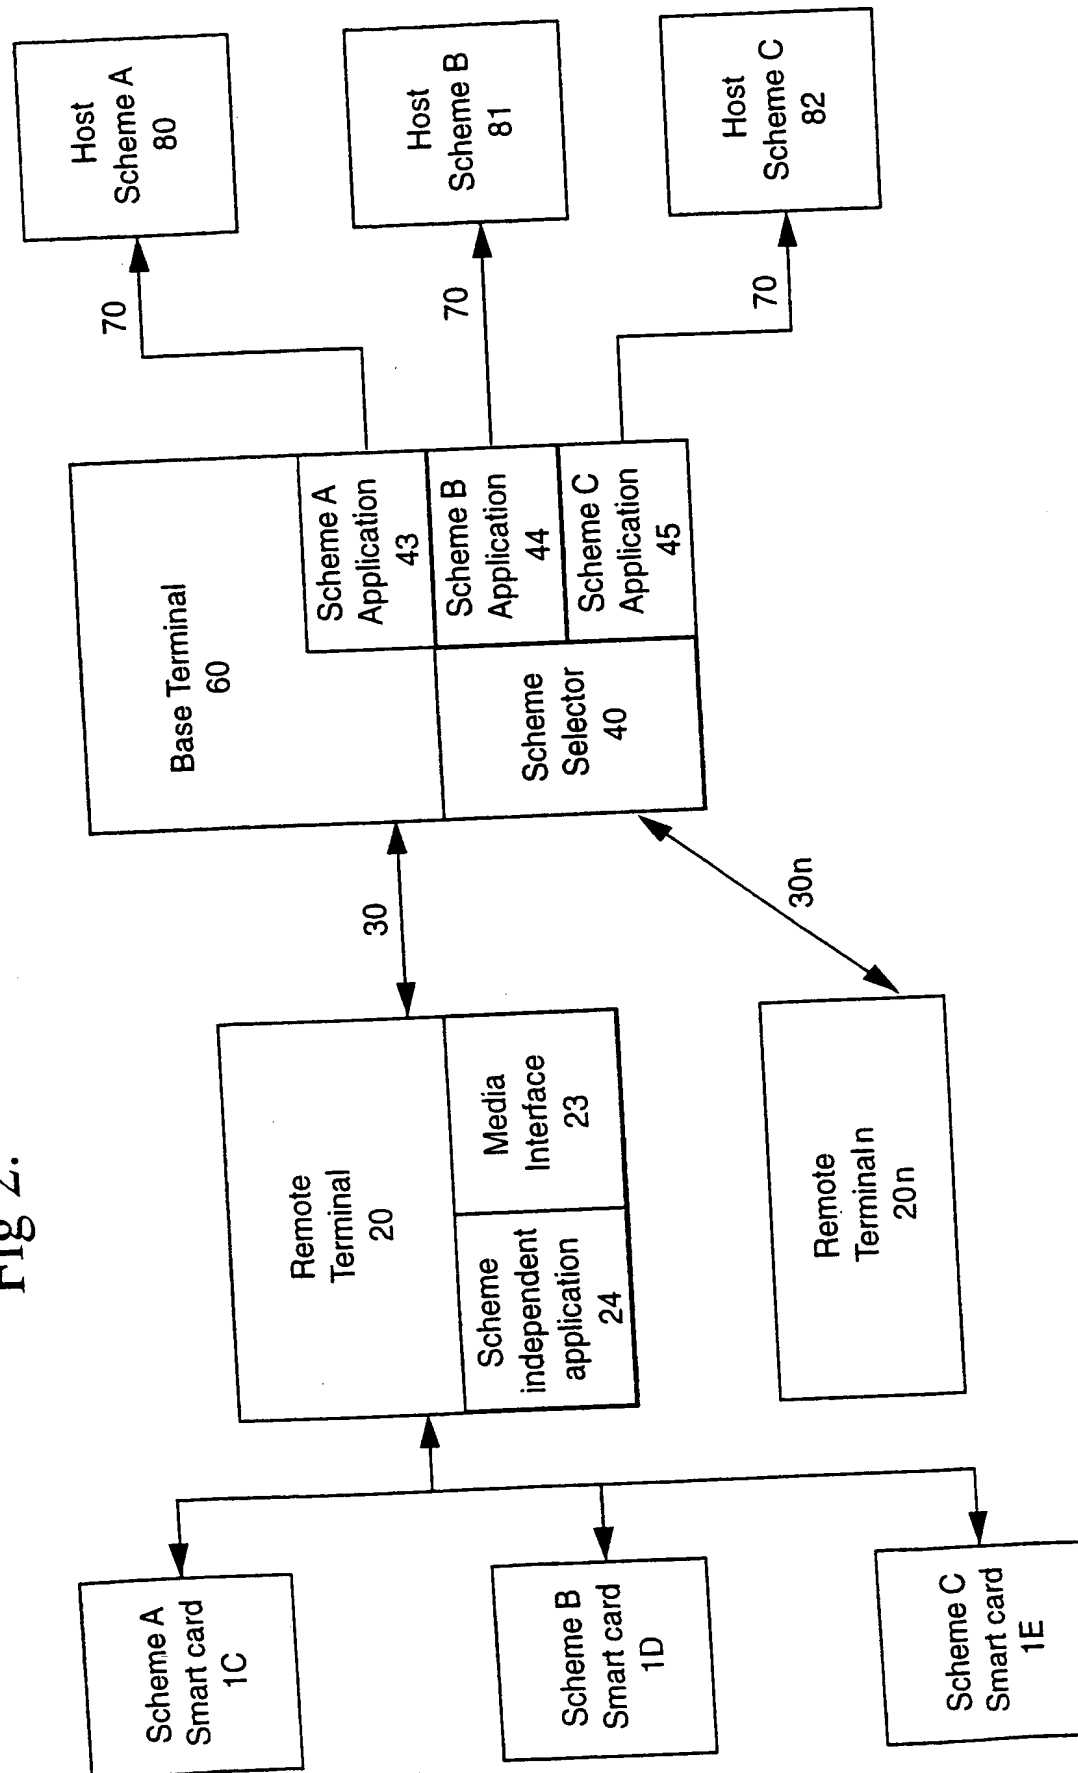 Fig 2.
Scheme A
Smart card
1C
Scheme B
Smart card
1D
Scheme C
Smart card
1E
Remote
Terminal
20
Scheme
independent
application
24
Media
Interface
23
Remote
Terminaln
20n
30
30n
Base Terminal
60
Scheme
Selector
40
Scheme A
Application
43
Scheme B
Application
44
Scheme C
Application
45
70
70
70
Host
Scheme A
80
Host
Scheme B
81
Host
Scheme C
82